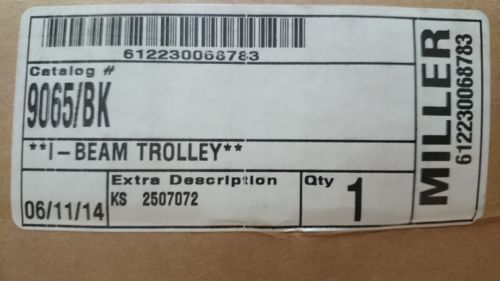 612230068783
Catalog #
9065/BK
**I-BEAM TROLLEY**
06/11/14
Extra Description
KS 2507072
Qty
1
MILLER
612230068783